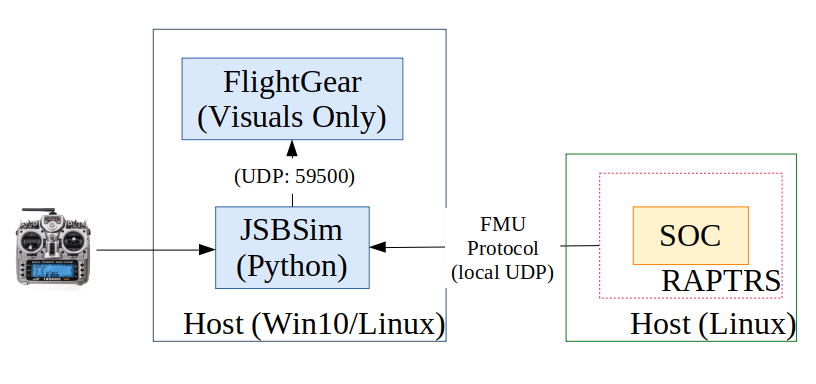 FlightGear
(Visuals Only)
(UDP: 59500)
JSBSim
(Python)
Host (Win10/Linux)
FMU
Protocol
(local UDP)
SOC
RAPTRS
Host (Linux)